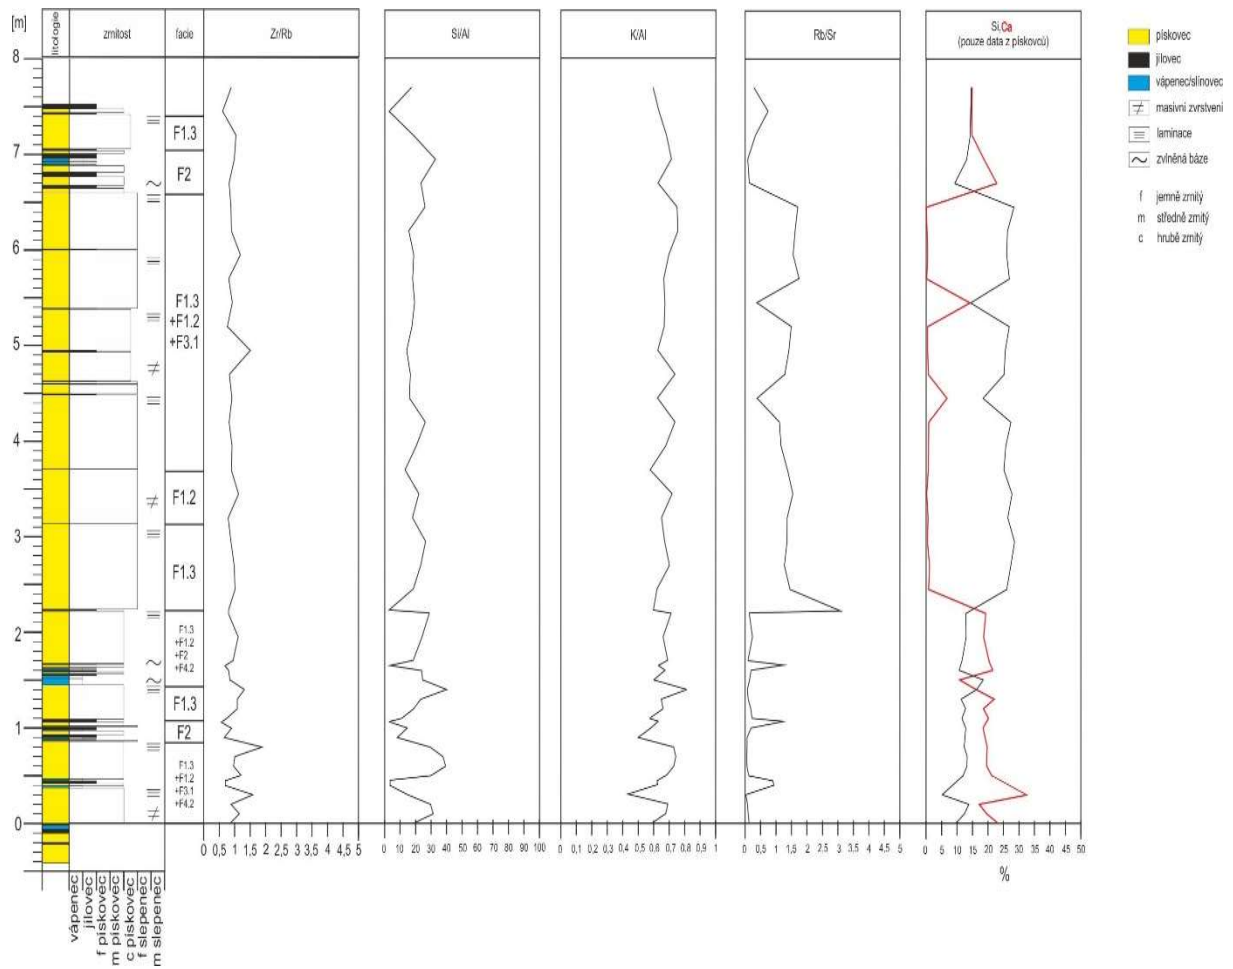 [m]
litologie
zrnitost
facie
Zr/Rb
Si/Al
K/Al
Rb/Sr
Si,Ca
(pouze data z pískovců)
pískovec
jílovec
vápenec/slínovec
masivní zvrstvení
laminace
zvlněná báze
f jemně zrnitý
m středně zrnitý
c hrubě zrnitý
8
7
6
5
4
3
2
1
0
F1.3
F2
F1.3
+F1.2
+F3.1
F1.2
F1.3
F1.3
+F1.2
+F2
+F4.2
F1.3
F2
F1.3
+F1.2
+F3.1
+F4.2
0 0,5 1 1,5 2 2,5 3 3,5 4 4,5 5
0 10 20 30 40 50 60 70 80 90 100
0 0,1 0,2 0,3 0,4 0,5 0,6 0,7 0,8 0,9 1
0 0,5 1 1,5 2 2,5 3 3,5 4 4,5 5
0 5 10 15 20 25 30 35 40 45 50
%
vápenec
jílovec
f pískovec
m pískovec
c pískovec
f slepenec
m slepenec